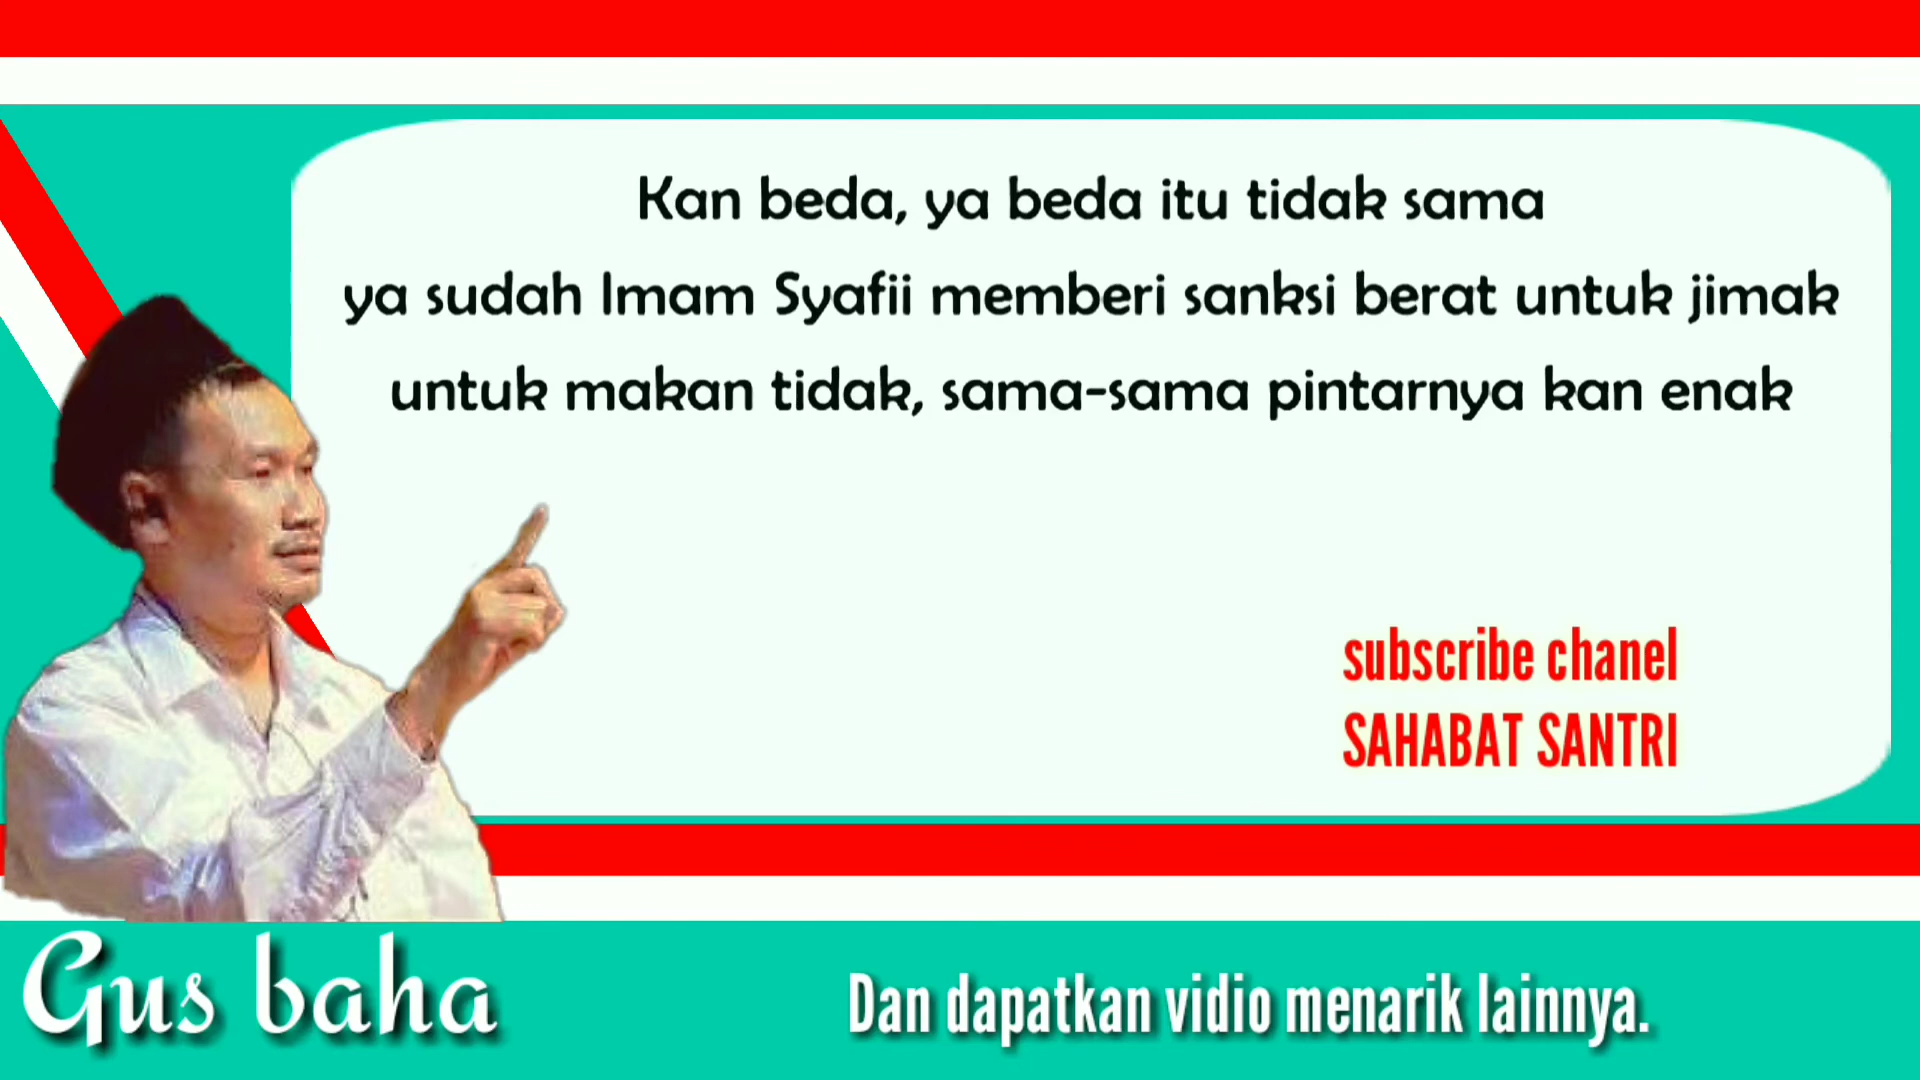 Kan beda, ya beda itu tidak sama
ya sudah Imam Syafii memberi sanksi berat untuk jimak
untuk makan tidak, sama-sama pintarnya kan enak
subscribe chanel
SAHABAT SANTRI
Gus baha
Dan dapatkan vidio menarik lainnya.